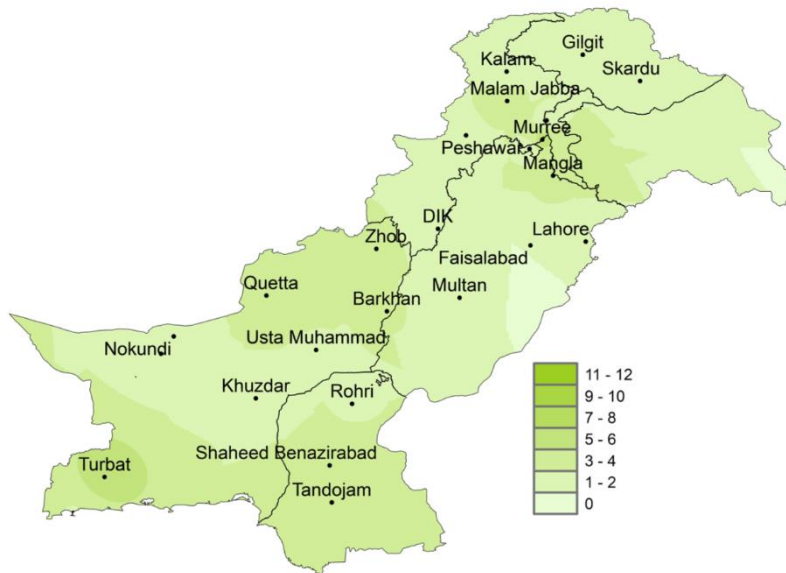 Gilgit
Kalam
Skardu
Malam Jabba
Murree
Peshawar
Mangla
DIK
Lahore
Zhob
Faisalabad
Quetta
Multan
Barkhan
Usta Muhammad
Nokundi
Khuzdar
Rohri
Shaheed Benazirabad
Turbat
Tandojam
11 - 12
9 - 10
7 - 8
5 - 6
3 - 4
1 - 2
0